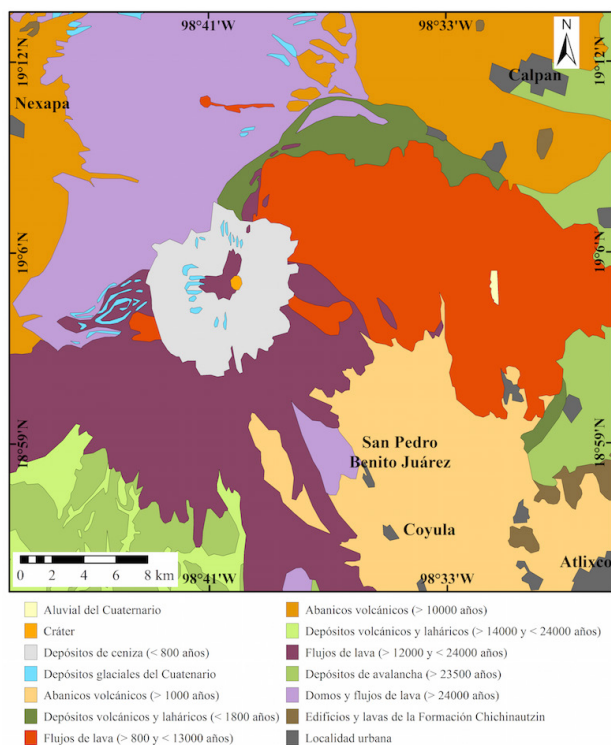 98°41'W
98°33'W
N
19°12'N
19°12'N
Calpan
Nexapa
19°6'N
19°6'N
18°59'N
18°59'N
San Pedro
Benito Juárez
Coyula
Atlixco
0 2 4 6 8 km
98°41'W
98°33'W
Aluvial del Cuaternario
Cráter
Depósitos de ceniza (< 800 años)
Depósitos glaciales del Cuatenario
Abanicos volcánicos (> 1000 años)
Depósitos volcánicos y laháricos (< 1800 años)
Flujos de lava (> 800 y < 13000 años)
Abanicos volcánicos (> 10000 años)
Depósitos volcánicos y laháricos (> 14000 y < 24000 años)
Flujos de lava (> 12000 y < 24000 años)
Depósitos de avalancha (> 23500 años)
Domos y flujos de lava (> 24000 años)
Edificios y lavas de la Formación Chichinautzin
Localidad urbana